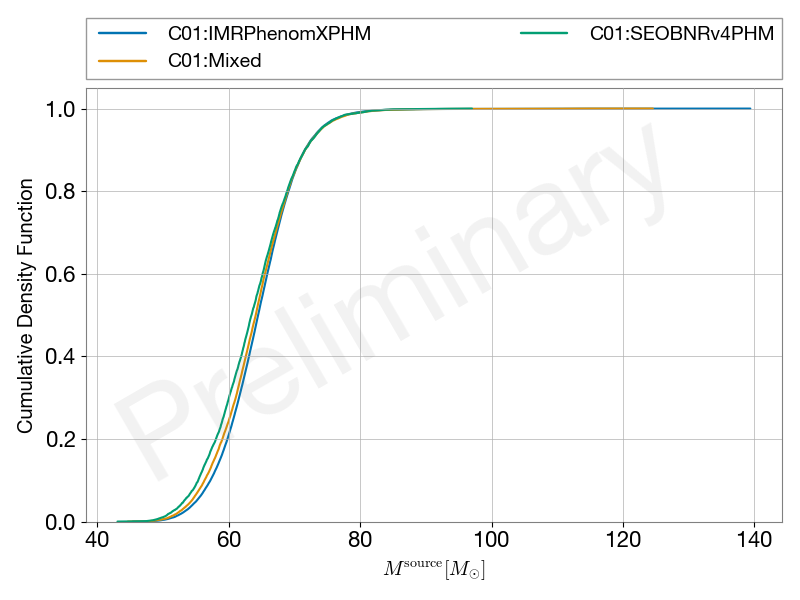 C01:IMRPhenomXPHM
C01:SEOBNRv4PHM
C01:Mixed
Cumulative Density Function
1.0
0.8
0.6
0.4
0.2
0.0
40 60 80 100 120 140
M^source [M_⊙]
Preliminary